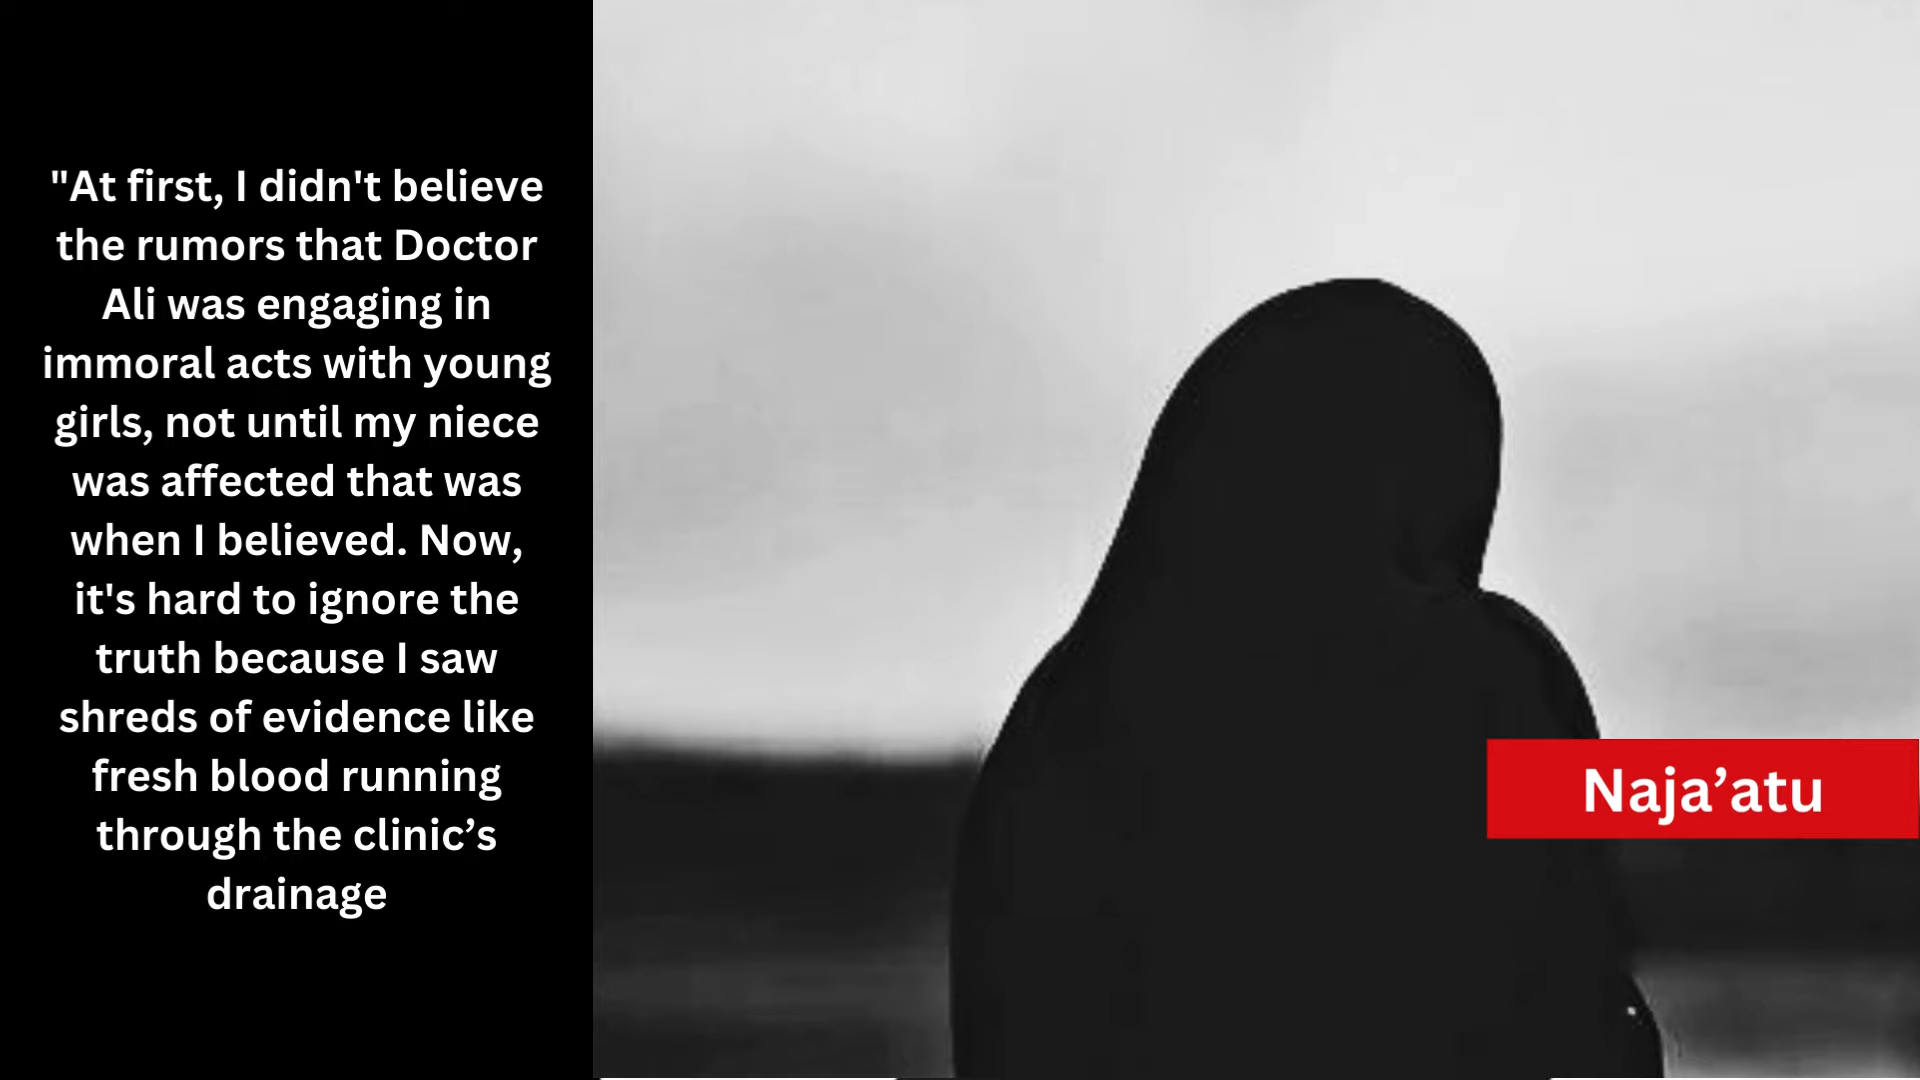 "At first, I didn't believe
the rumors that Doctor
Ali was engaging in
immoral acts with young
girls, not until my niece
was affected that was
when I believed. Now,
it's hard to ignore the
truth because I saw
shreds of evidence like
fresh blood running
through the clinic’s
drainage
Naja’atu